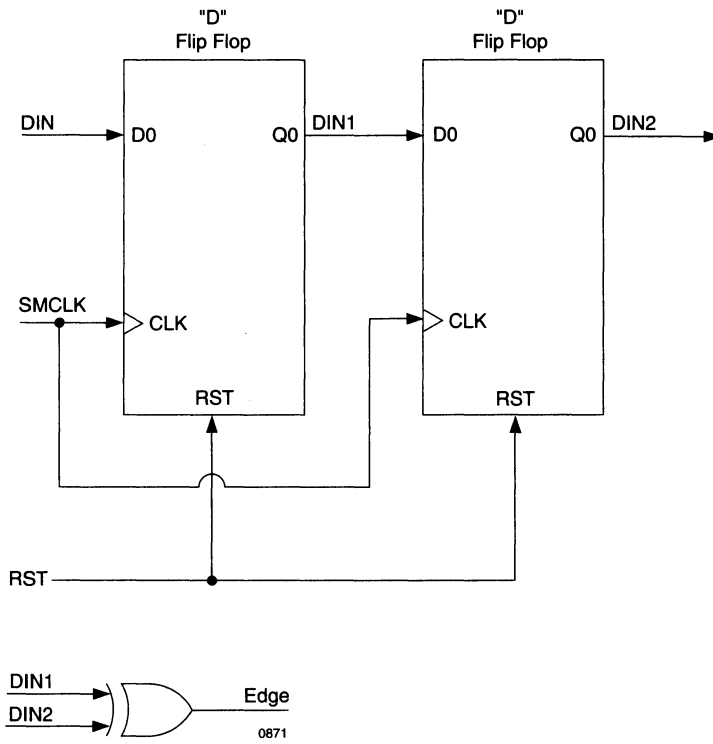 "D"
Flip Flop
"D"
Flip Flop
DIN
D0
Q0
DIN1
D0
Q0
DIN2
SMCLK
CLK
CLK
RST
RST
RST
DIN1
DIN2
Edge
0871